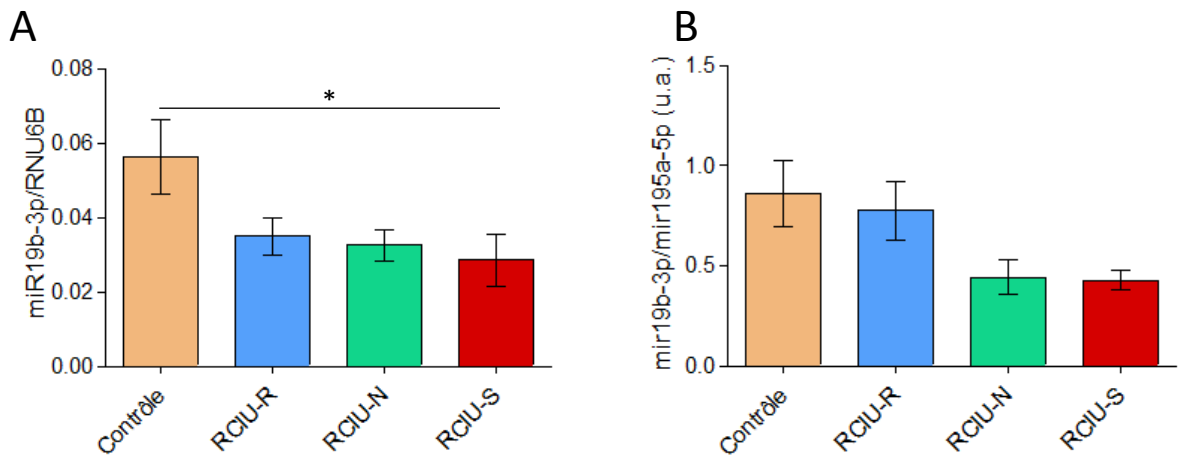 A
miR19b-3p/RNU6B
0.08
0.06
0.04
0.02
0.00
*
Contrôle
RCIU-R
RCIU-N
RCIU-S
B
mir19b-3p/mir195a-5p (u.a.)
1.5
1.0
0.5
0.0
Contrôle
RCIU-R
RCIU-N
RCIU-S